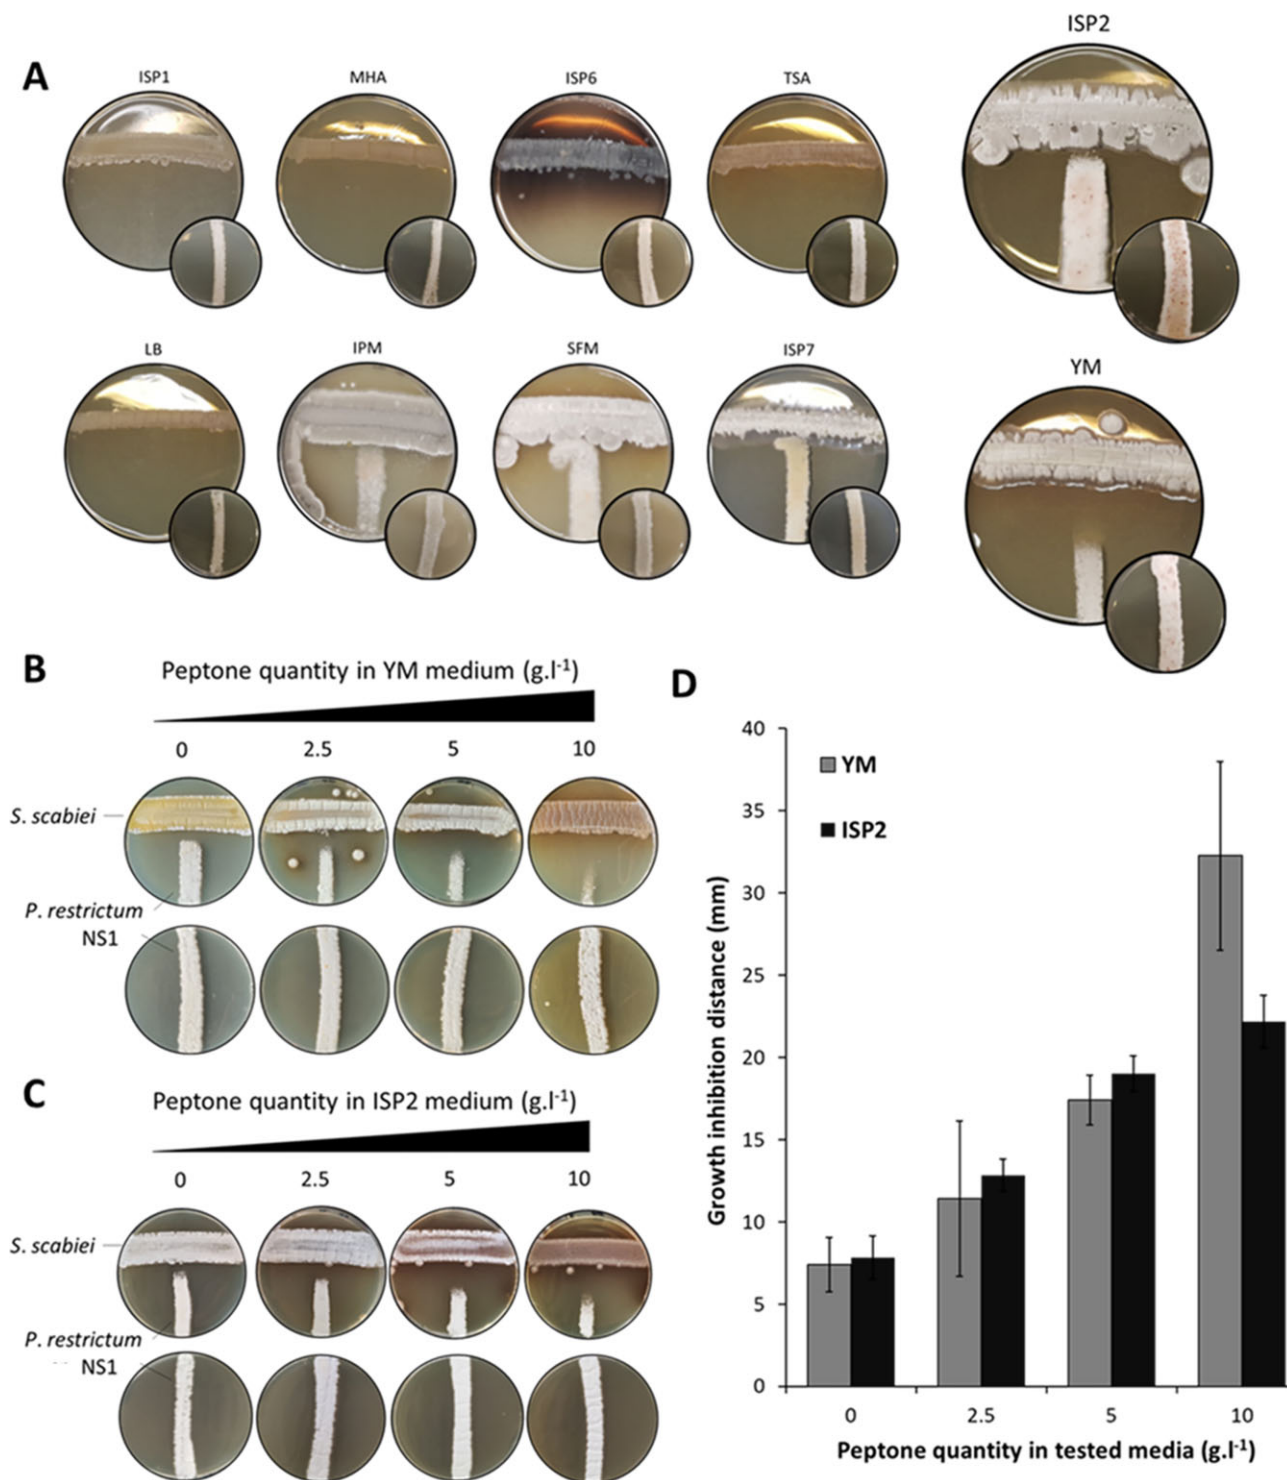 A
ISP1
MHA
ISP6
TSA
ISP2
LB
IPM
SFM
ISP7
YM
B
Peptone quantity in YM medium (g.l-1)
0 2.5 5 10
S. scabiei
P. restrictum
NS1
C
Peptone quantity in ISP2 medium (g.l-1)
0 2.5 5 10
S. scabiei
P. restrictum
NS1
D
YM
ISP2
Growth inhibition distance (mm)
40
35
30
25
20
15
10
5
0
0 2.5 5 10
Peptone quantity in tested media (g.l-1)